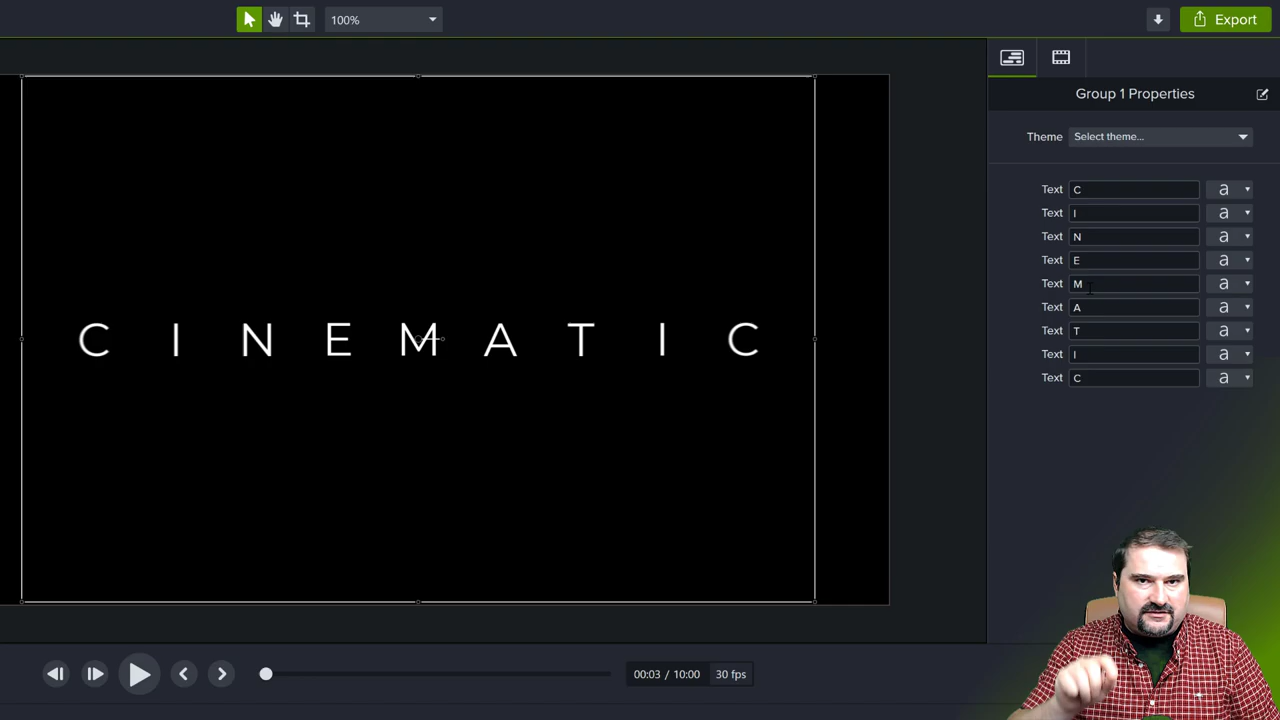 100%
Export
Group 1 Properties
Theme Select theme...
Text C a
Text I a
Text N a
Text E a
Text M a
Text A a
Text T a
Text I a
Text C a
C I N E M A T I C
00:03 / 10:00 30 fps